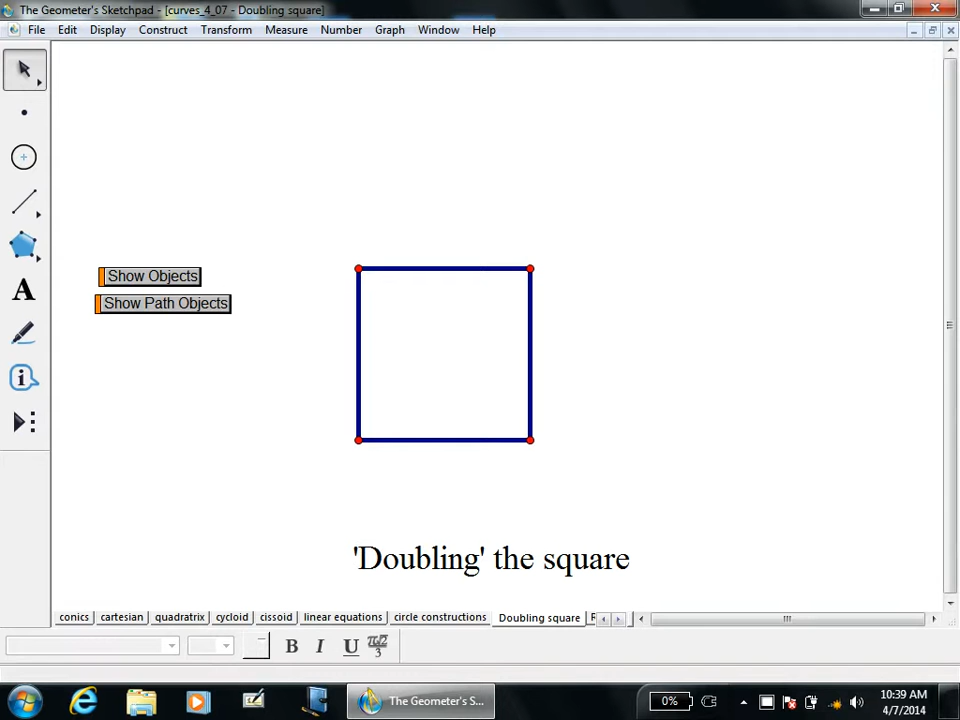 The Geometer's Sketchpad - [curves_4_07 - Doubling square]
File Edit Display Construct Transform Measure Number Graph Window Help
Show Objects
Show Path Objects
A
'Doubling' the square
conics cartesian quadratrix cycloid cissoid linear equations circle constructions Doubling square
B I U π√2/3
The Geometer's S...
0%
10:39 AM
4/7/2014